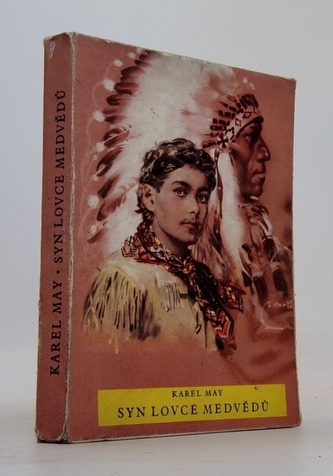 KAREL MAY • SYN LOVCE MEDVĚDŮ
KAREL MAY
SYN LOVCE MEDVĚDŮ